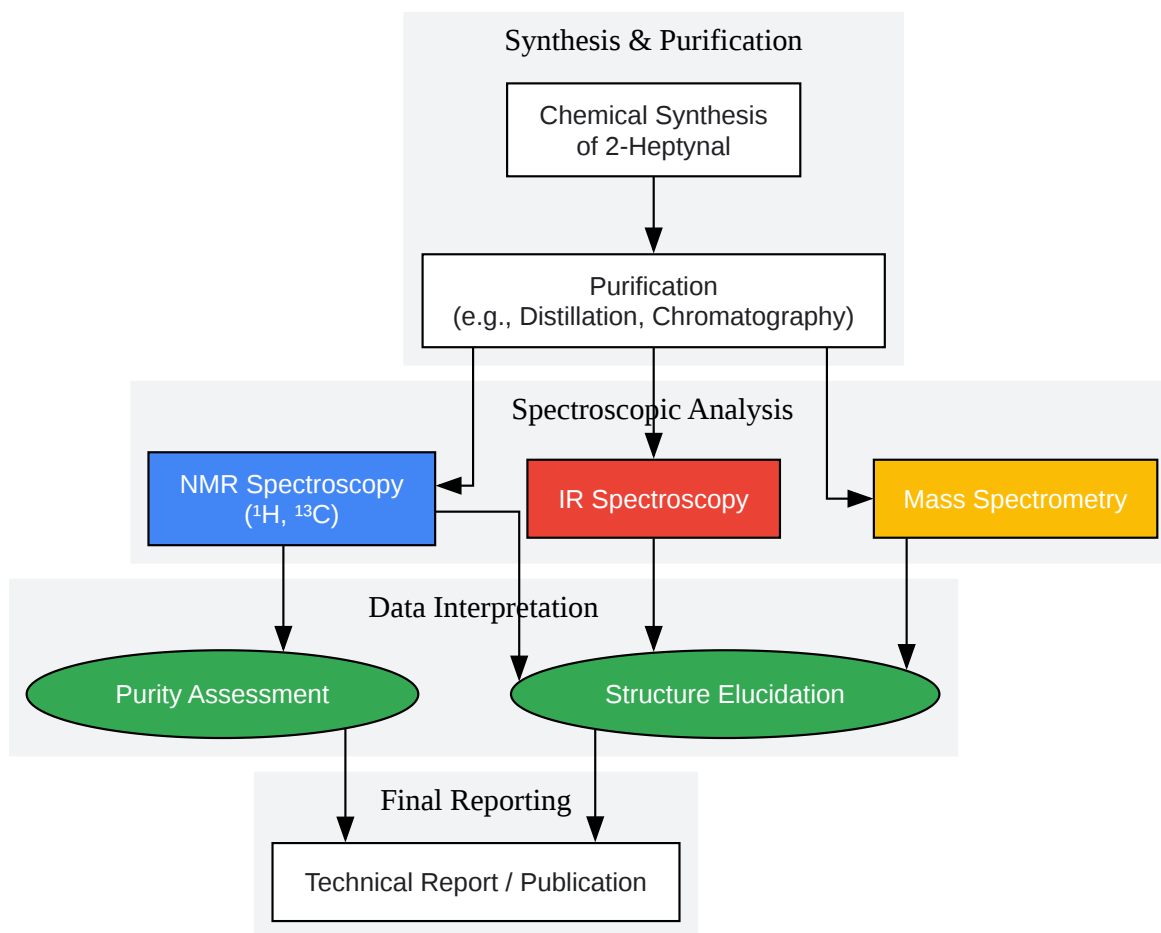 Synthesis & Purification
Chemical Synthesis
of 2-Heptynal
Purification
(e.g., Distillation, Chromatography)
Spectroscopic Analysis
NMR Spectroscopy
(¹H, ¹³C)
IR Spectroscopy
Mass Spectrometry
Data Interpretation
Purity Assessment
Structure Elucidation
Final Reporting
Technical Report / Publication